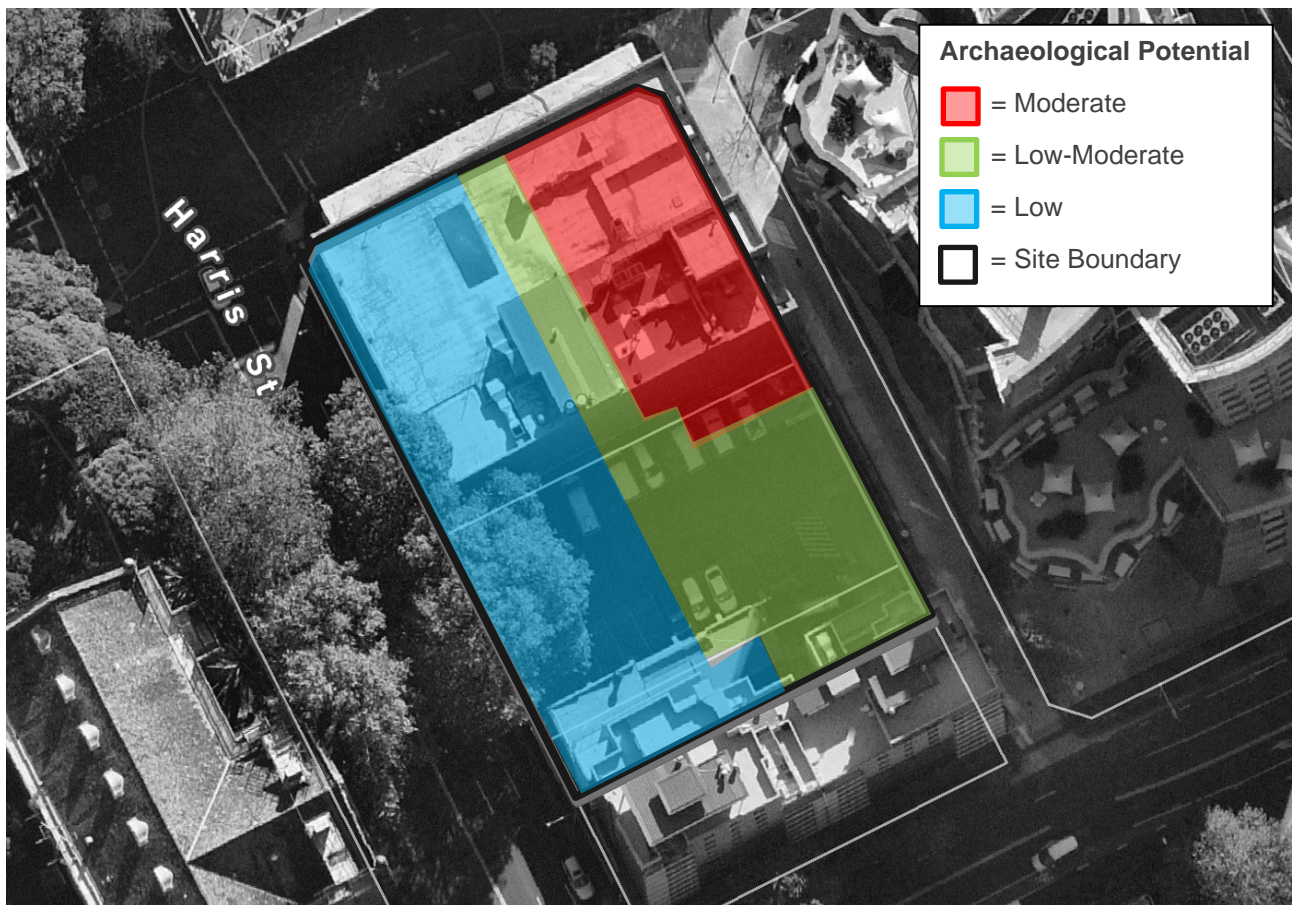 Archaeological Potential
= Moderate
= Low-Moderate
= Low
= Site Boundary
Harris St